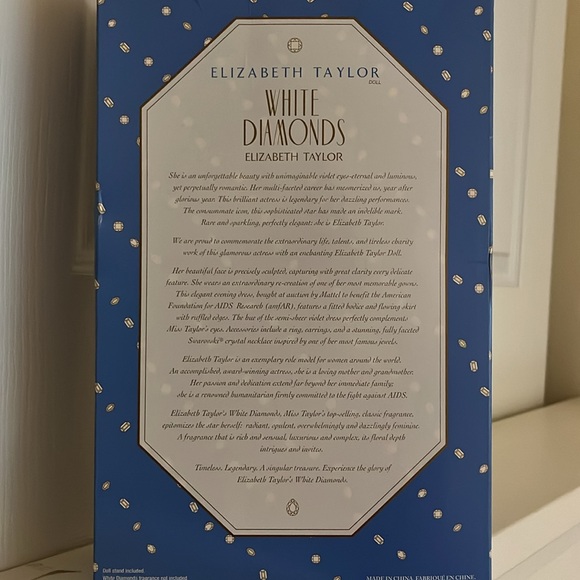 ELIZABETH TAYLOR
DOLL
WHITE
DIAMONDS
ELIZABETH TAYLOR
She is an unforgettable beauty with unimaginable violet eyes-eternal and luminous,
yet perpetually romantic. Her multi-faceted career has mesmerized us, year after
glorious year. This brilliant actress is legendary for her dazzling performances.
The consummate icon, this sophisticated star has made an indelible mark.
Rare and sparkling, perfectly elegant: she is Elizabeth Taylor.
We are proud to commemorate the extraordinary life, talents, and tireless charity
work of this glamorous actress with an enchanting Elizabeth Taylor Doll.
Her beautiful face is precisely sculpted, capturing with great clarity every delicate
feature. She wears an extraordinary re-creation of one of her most memorable gowns.
This elegant evening dress, bought at auction by Mattel to benefit the American
Foundation for AIDS Research (amfAR), features a fitted bodice and flowing skirt
with ruffled edges. The hue of the semi-sheer violet dress perfectly complements
Miss Taylor's eyes. Accessories include a ring, earrings, and a stunning, fully faceted
Swarovski® crystal necklace inspired by one of her most famous jewels.
Elizabeth Taylor is an exemplary role model for women around the world.
An accomplished, award-winning actress, she is a loving mother and grandmother.
Her passion and dedication extend far beyond her immediate family;
she is a renowned humanitarian firmly committed to the fight against AIDS.
Elizabeth Taylor's White Diamonds, Miss Taylor's top-selling, classic fragrance,
epitomizes the star herself: radiant, opulent, overwhelmingly and dazzlingly feminine.
A fragrance that is rich and sensual, luxurious and complex, its floral depth
intrigues and invites.
Timeless. Legendary. A singular treasure. Experience the glory of
Elizabeth Taylor's White Diamonds.
Doll stand included.
White Diamonds fragrance not included.
MADE IN CHINA. FABRIQUÉ EN CHINE.